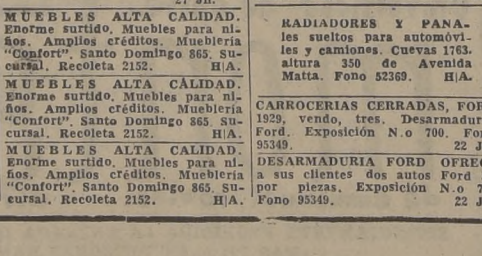 27 Jn.
MUEBLES ALTA CALIDAD.
Enorme surtido. Muebles para ni-
ños. Amplios créditos. Mueblería
"Confort". Santo Domingo 865. Su-
cursal, Recoleta 2152. H|A.
MUEBLES ALTA CALIDAD.
Enorme surtido. Muebles para ni-
ños. Amplios créditos. Mueblería
"Confort". Santo Domingo 865. Su-
cursal, Recoleta 2152. H|A.
MUEBLES ALTA CALIDAD.
Enorme surtido. Muebles para ni-
ños. Amplios créditos. Mueblería
"Confort". Santo Domingo 865. Su-
cursal, Recoleta 2152. H|A.
RADIADORES Y PANA-
les sueltos para automóvi-
les y camiones. Cuevas 1763.
altura 350 de Avenida
Matta. Fono 52369. H|A.
CARROCERIAS CERRADAS, FOR
1929, vendo, tres. Desarmadur
Ford. Exposición N.o 700. Fo
95349. 22 J
DESARMADURIA FORD OFREC
a sus clientes dos autos Ford
por piezas. Exposición N.o 7
Fono 95349. 22 J